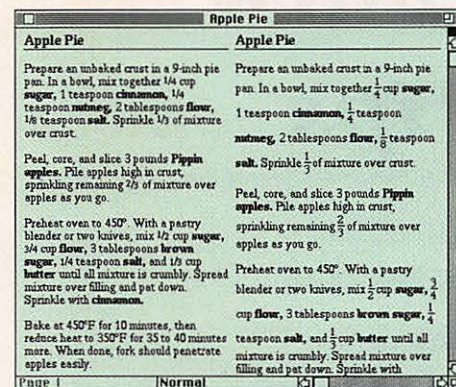 Apple Pie
Apple Pie
Prepare an unbaked crust in a 9-inch pie
pan. In a bowl, mix together 1/4 cup
sugar, 1 teaspoon cinnamon, 1/4
teaspoon nutmeg, 2 tablespoons flour,
1/8 teaspoon salt. Sprinkle 1/3 of mixture
over crust.
Peel, core, and slice 3 pounds Pippin
apples. Pile apples high in crust,
sprinkling remaining 2/3 of mixture over
apples as you go.
Preheat oven to 450°. With a pastry
blender or two knives, mix 1/2 cup sugar,
3/4 cup flour, 3 tablespoons brown
sugar, 1/4 teaspoon salt, and 1/3 cup
butter until all mixture is crumbly. Spread
mixture over filling and pat down.
Sprinkle with cinnamon.
Bake at 450°F for 10 minutes, then
reduce heat to 350°F for 35 to 40 minutes
more. When done, fork should penetrate
apples easily.
Apple Pie
Prepare an unbaked crust in a 9-inch pie
pan. In a bowl, mix together 1/4 cup sugar,
1 teaspoon cinnamon, 1/4 teaspoon
nutmeg, 2 tablespoons flour, 1/8 teaspoon
salt. Sprinkle 1/3 of mixture over crust.
Peel, core, and slice 3 pounds Pippin
apples. Pile apples high in crust,
sprinkling remaining 2/3 of mixture over
apples as you go.
Preheat oven to 450°. With a pastry
blender or two knives, mix 1/2 cup sugar, 3/4
cup flour, 3 tablespoons brown sugar, 1/4
teaspoon salt, and 1/3 cup butter until all
mixture is crumbly. Spread mixture over
filling and pat down. Sprinkle with
Page 1 Normal